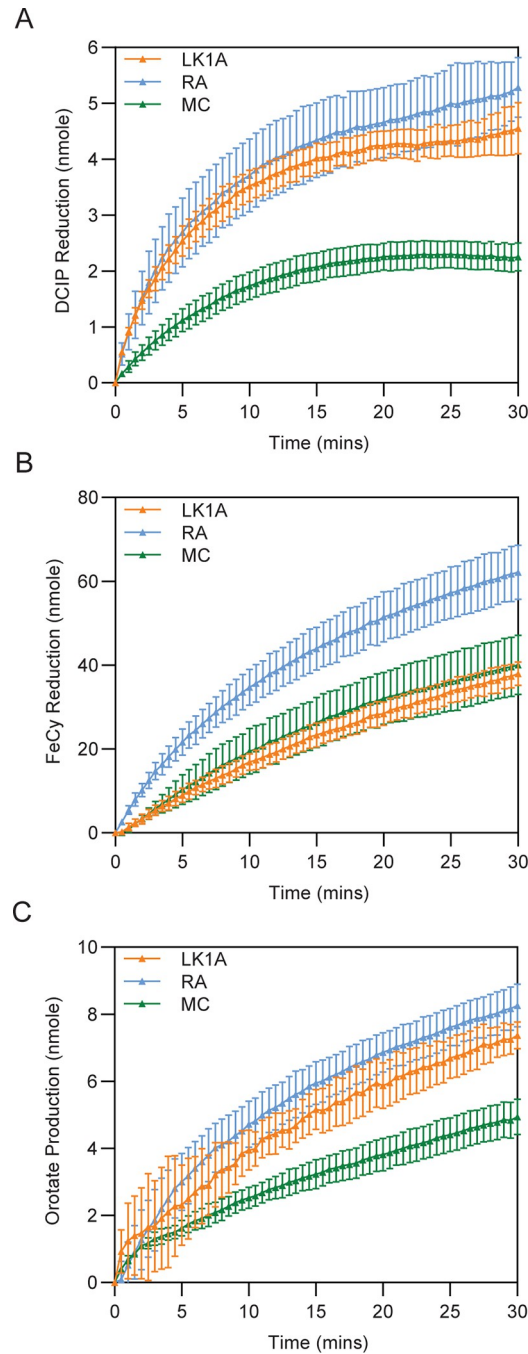 A
LK1A
RA
MC
DCIP Reduction (nmole)
6
5
4
3
2
1
0
0 5 10 15 20 25 30
Time (mins)
B
LK1A
RA
MC
FeCy Reduction (nmole)
80
60
40
20
0
0 5 10 15 20 25 30
Time (mins)
C
LK1A
RA
MC
Orotate Production (nmole)
10
8
6
4
2
0
0 5 10 15 20 25 30
Time (mins)